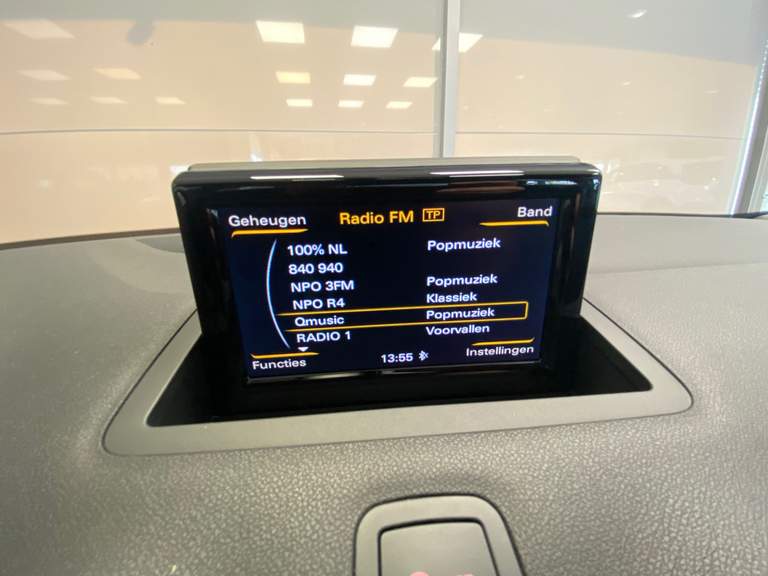 Geheugen Radio FM TP Band
100% NL Popmuziek
840 940
NPO 3FM Popmuziek
NPO R4 Klassiek
Qmusic Popmuziek
RADIO 1 Voorvallen
Functies 13:55 Instellingen